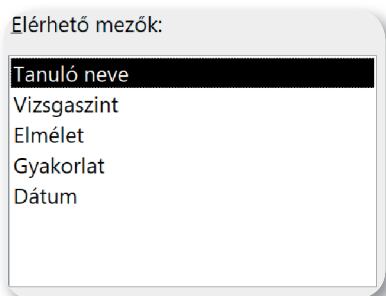 Elérhető mezők:
Tanuló neve
Vizsgaszint
Elmélet
Gyakorlat
Dátum